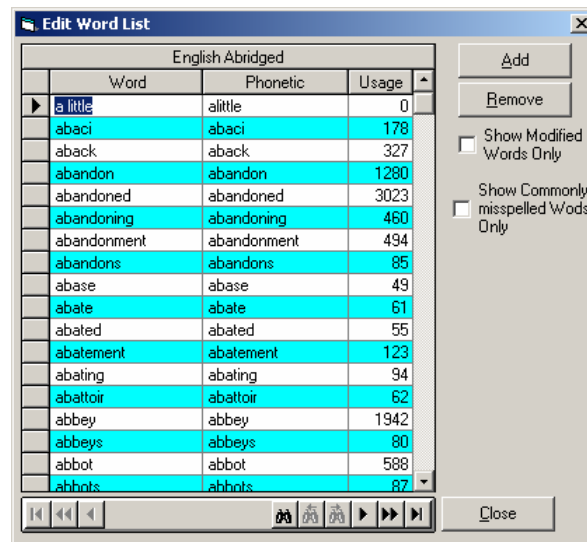 Edit Word List
English Abridged
Word Phonetic Usage
a little alittle 0
abaci abaci 178
aback aback 327
abandon abandon 1280
abandoned abandoned 3023
abandoning abandoning 460
abandonment abandonment 494
abandons abandons 85
abase abase 49
abate abate 61
abated abated 55
abatement abatement 123
abating abating 94
abattoir abattoir 62
abbey abbey 1942
abbeys abbeys 80
abbot abbot 588
abbots abbots 87
Add
Remove
Show Modified
Words Only
Show Commonly
misspelled Wods
Only
Close